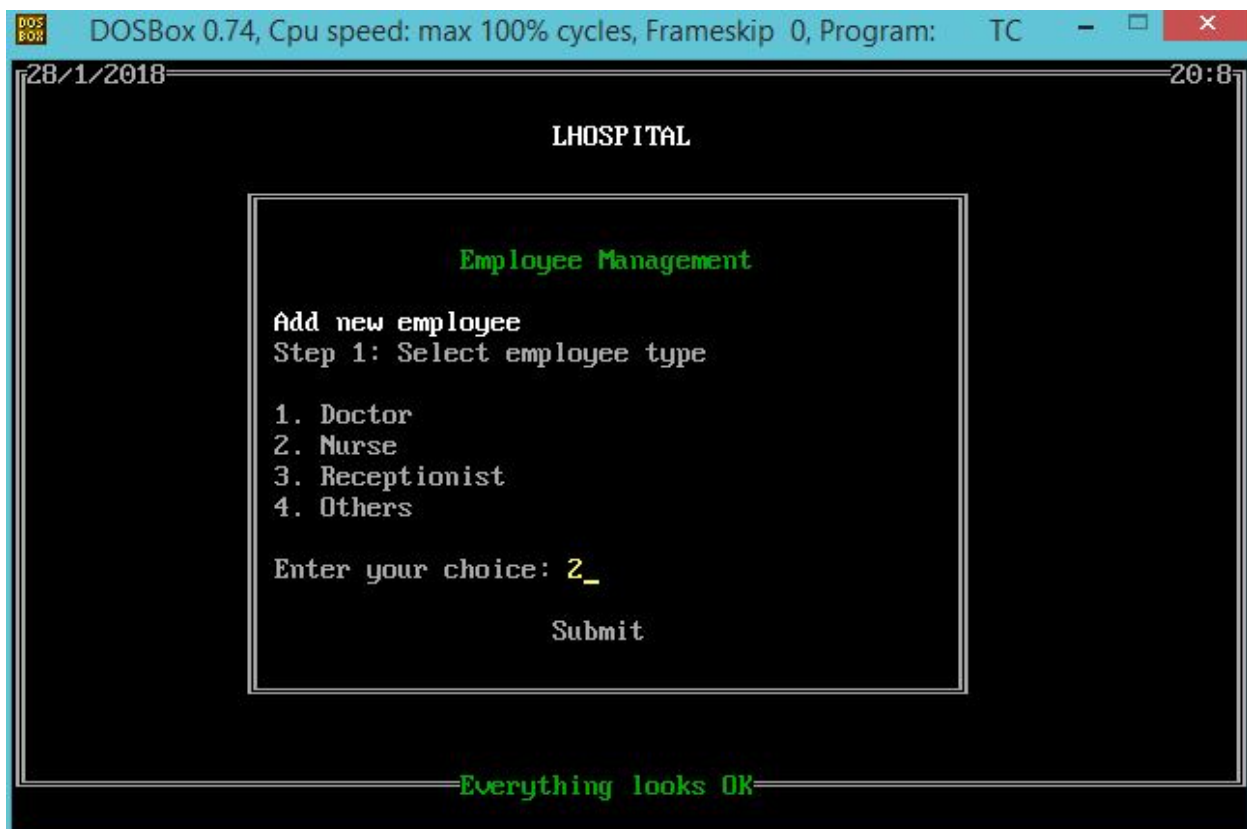 DOS BOX DOSBox 0.74, Cpu speed: max 100% cycles, Frameskip 0, Program: TC
28/1/2018 20:8
LHOSPITAL
Employee Management
Add new employee
Step 1: Select employee type
1. Doctor
2. Nurse
3. Receptionist
4. Others
Enter your choice: 2_
Submit
Everything looks OK